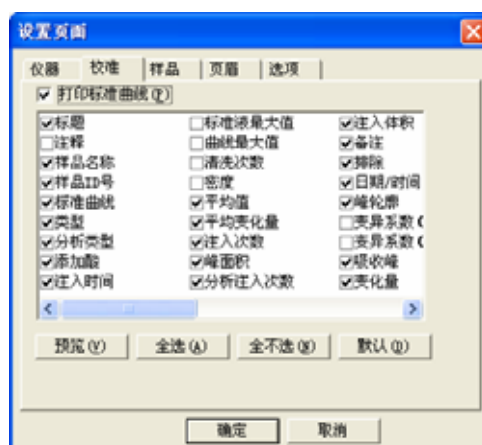 设置页面
仪器 校准 样品 页眉 选项
打印标准曲线(P)
标题 标准液最大值 注入体积
注释 曲线最大值 备注
样品名称 清洗次数 排除
样品ID号 密度 日期/时间
标准曲线 平均值 峰轮廓
类型 平均变化量 变异系数(
分析类型 注入次数 变异系数(
添加酸 峰面积 吸收峰
注入时间 分析注入次数 变化量
预览(V) 全选(A) 全不选(N) 默认(D)
确定 取消